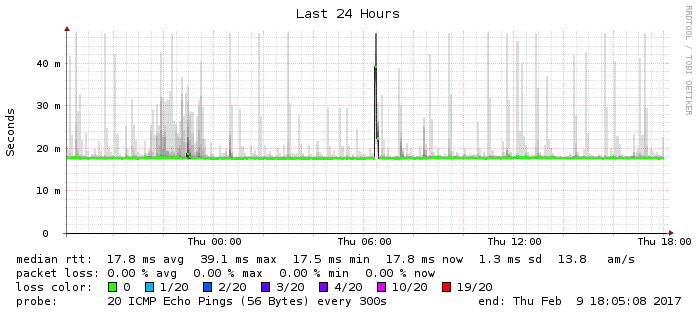 Last 24 Hours
RRDTOOL / TOBI OETIKER
Seconds
40 m
30 m
20 m
10 m
0
Thu 00:00 Thu 06:00 Thu 12:00 Thu 18:00
median rtt: 17.8 ms avg 39.1 ms max 17.5 ms min 17.8 ms now 1.3 ms sd 13.8 am/s
packet loss: 0.00 % avg 0.00 % max 0.00 % min 0.00 % now
loss color: 0 1/20 2/20 3/20 4/20 10/20 19/20
probe: 20 ICMP Echo Pings (56 Bytes) every 300s end: Thu Feb 9 18:05:08 2017